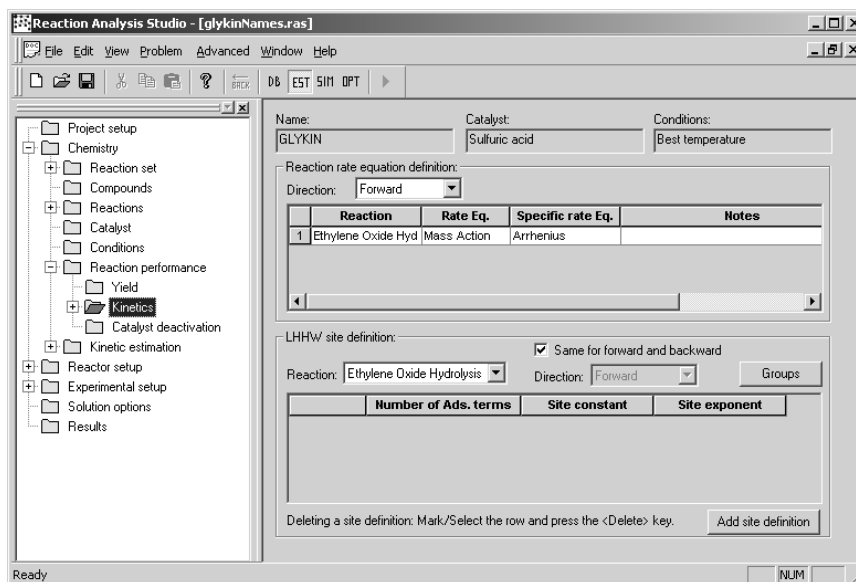 Reaction Analysis Studio - [glykinNames.ras]
File Edit View Problem Advanced Window Help
BACK DB EST SIM OPT
Project setup
Chemistry
Reaction set
Compounds
Reactions
Catalyst
Conditions
Reaction performance
Yield
Kinetics
Catalyst deactivation
Kinetic estimation
Reactor setup
Experimental setup
Solution options
Results
Name: Catalyst: Conditions:
GLYKIN Sulfuric acid Best temperature
Reaction rate equation definition:
Direction: Forward
Reaction Rate Eq. Specific rate Eq. Notes
1 Ethylene Oxide Hyd Mass Action Arrhenius
LHHW site definition:
Same for forward and backward
Reaction: Ethylene Oxide Hydrolysis Direction: Forward Groups
Number of Ads. terms Site constant Site exponent
Deleting a site definition: Mark/Select the row and press the <Delete> key. Add site definition
Ready NUM